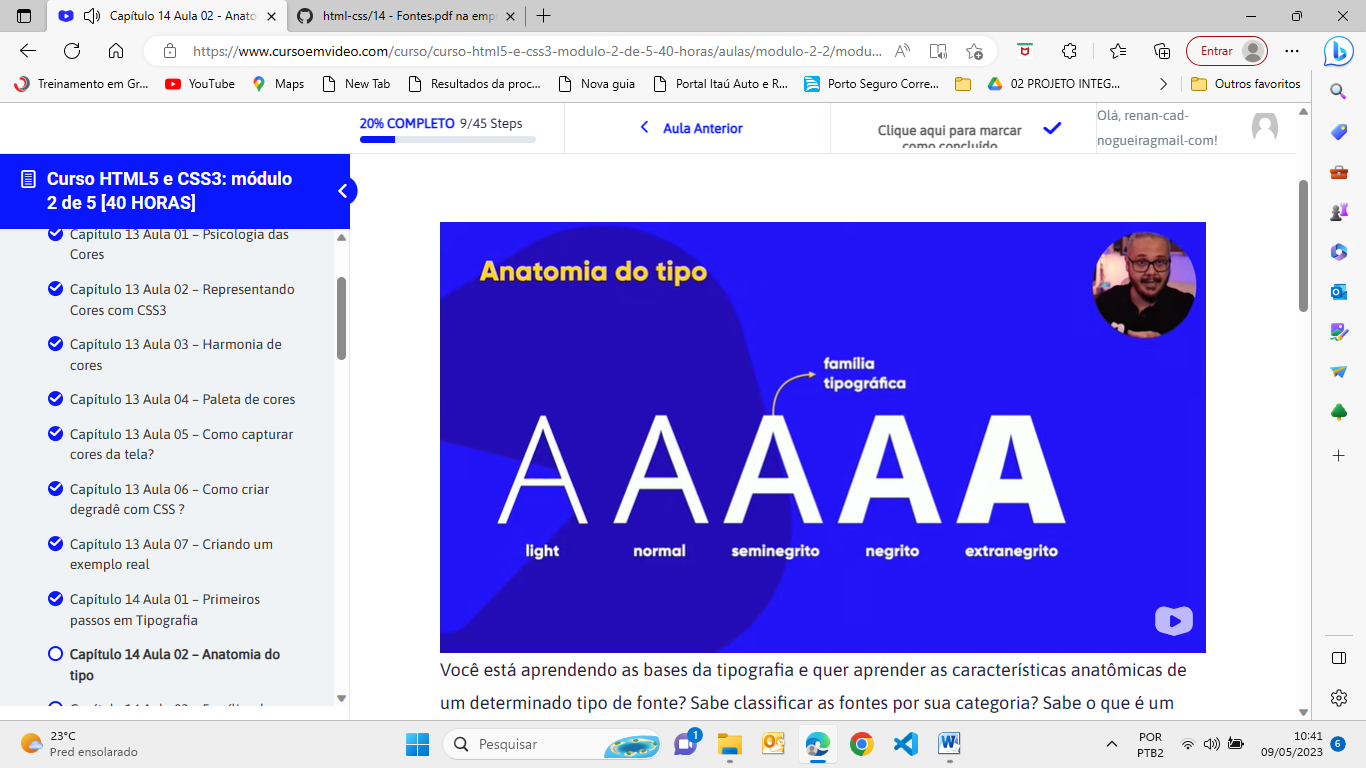 Capítulo 14 Aula 02 - Anato
html-css/14 - Fontes.pdf na emp
https://www.cursoemvideo.com/curso/curso-html5-e-css3-modulo-2-de-5-40-horas/aulas/modulo-2-2/modu...
Entrar
Treinamento em Gr...
YouTube
Maps
New Tab
Resultados da proc...
Nova guia
Portal Itaú Auto e R...
Porto Seguro Corre...
02 PROJETO INTEG...
Outros favoritos
20% COMPLETO 9/45 Steps
Aula Anterior
Clique aqui para marcar
como concluído
Olá, renan-cad-
nogueiragmail-com!
Curso HTML5 e CSS3: módulo
2 de 5 [40 HORAS]
Capítulo 13 Aula 01 – Psicologia das
Cores
Capítulo 13 Aula 02 – Representando
Cores com CSS3
Capítulo 13 Aula 03 – Harmonia de
cores
Capítulo 13 Aula 04 – Paleta de cores
Capítulo 13 Aula 05 – Como capturar
cores da tela?
Capítulo 13 Aula 06 – Como criar
degradê com CSS ?
Capítulo 13 Aula 07 – Criando um
exemplo real
Capítulo 14 Aula 01 – Primeiros
passos em Tipografia
Capítulo 14 Aula 02 – Anatomia do
tipo
Anatomia do tipo
família
tipográfica
A A A A A
light normal seminegrito negrito extranegrito
Você está aprendendo as bases da tipografia e quer aprender as características anatômicas de
um determinado tipo de fonte? Sabe classificar as fontes por sua categoria? Sabe o que é um
23°C
Pred ensolarado
Pesquisar
1
POR
PTB2
10:41
09/05/2023
6